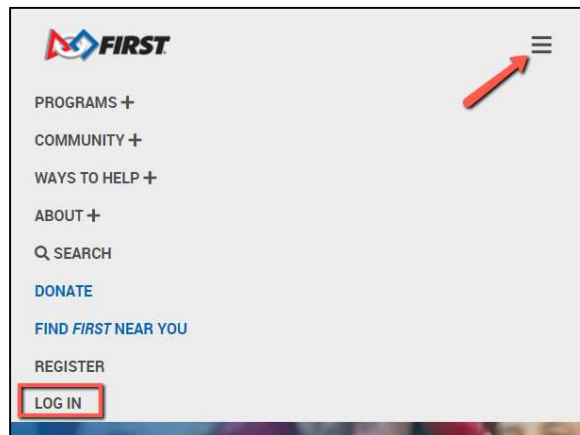 FIRST
PROGRAMS +
COMMUNITY +
WAYS TO HELP +
ABOUT +
SEARCH
DONATE
FIND FIRST NEAR YOU
REGISTER
LOG IN